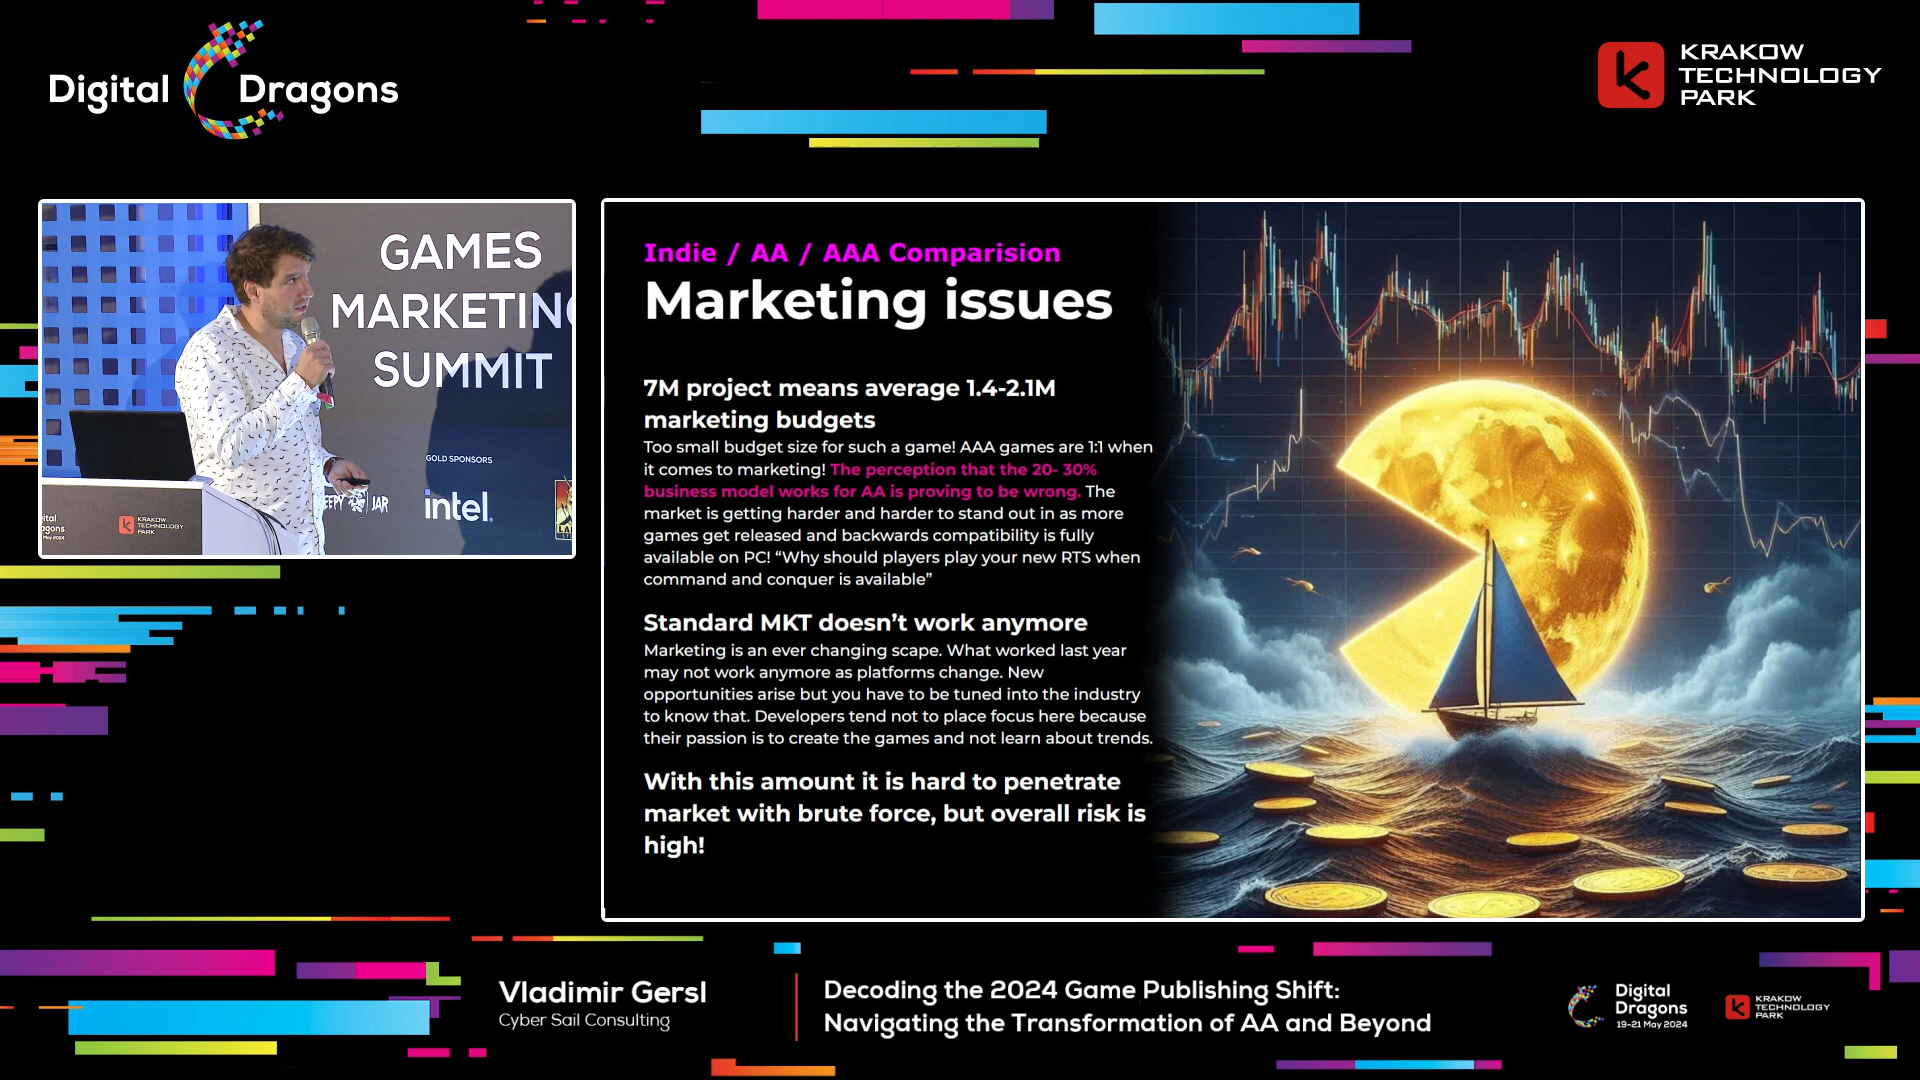 Digital Dragons
KRAKOW
TECHNOLOGY
PARK
GAMES
MARKETING
SUMMIT
GOLD SPONSORS
JAR
intel.
KRAKOW
TECHNOLOGY
PARK
Indie / AA / AAA Comparision
Marketing issues
7M project means average 1.4-2.1M
marketing budgets
Too small budget size for such a game! AAA games are 1:1 when
it comes to marketing! The perception that the 20- 30%
business model works for AA is proving to be wrong. The
market is getting harder and harder to stand out in as more
games get released and backwards compatibility is fully
available on PC! “Why should players play your new RTS when
command and conquer is available”
Standard MKT doesn’t work anymore
Marketing is an ever changing scape. What worked last year
may not work anymore as platforms change. New
opportunities arise but you have to be tuned into the industry
to know that. Developers tend not to place focus here because
their passion is to create the games and not learn about trends.
With this amount it is hard to penetrate
market with brute force, but overall risk is
high!
Vladimir Gersl
Cyber Sail Consulting
Decoding the 2024 Game Publishing Shift:
Navigating the Transformation of AA and Beyond
Digital
Dragons
19-21 May 2024
KRAKOW
TECHNOLOGY
PARK